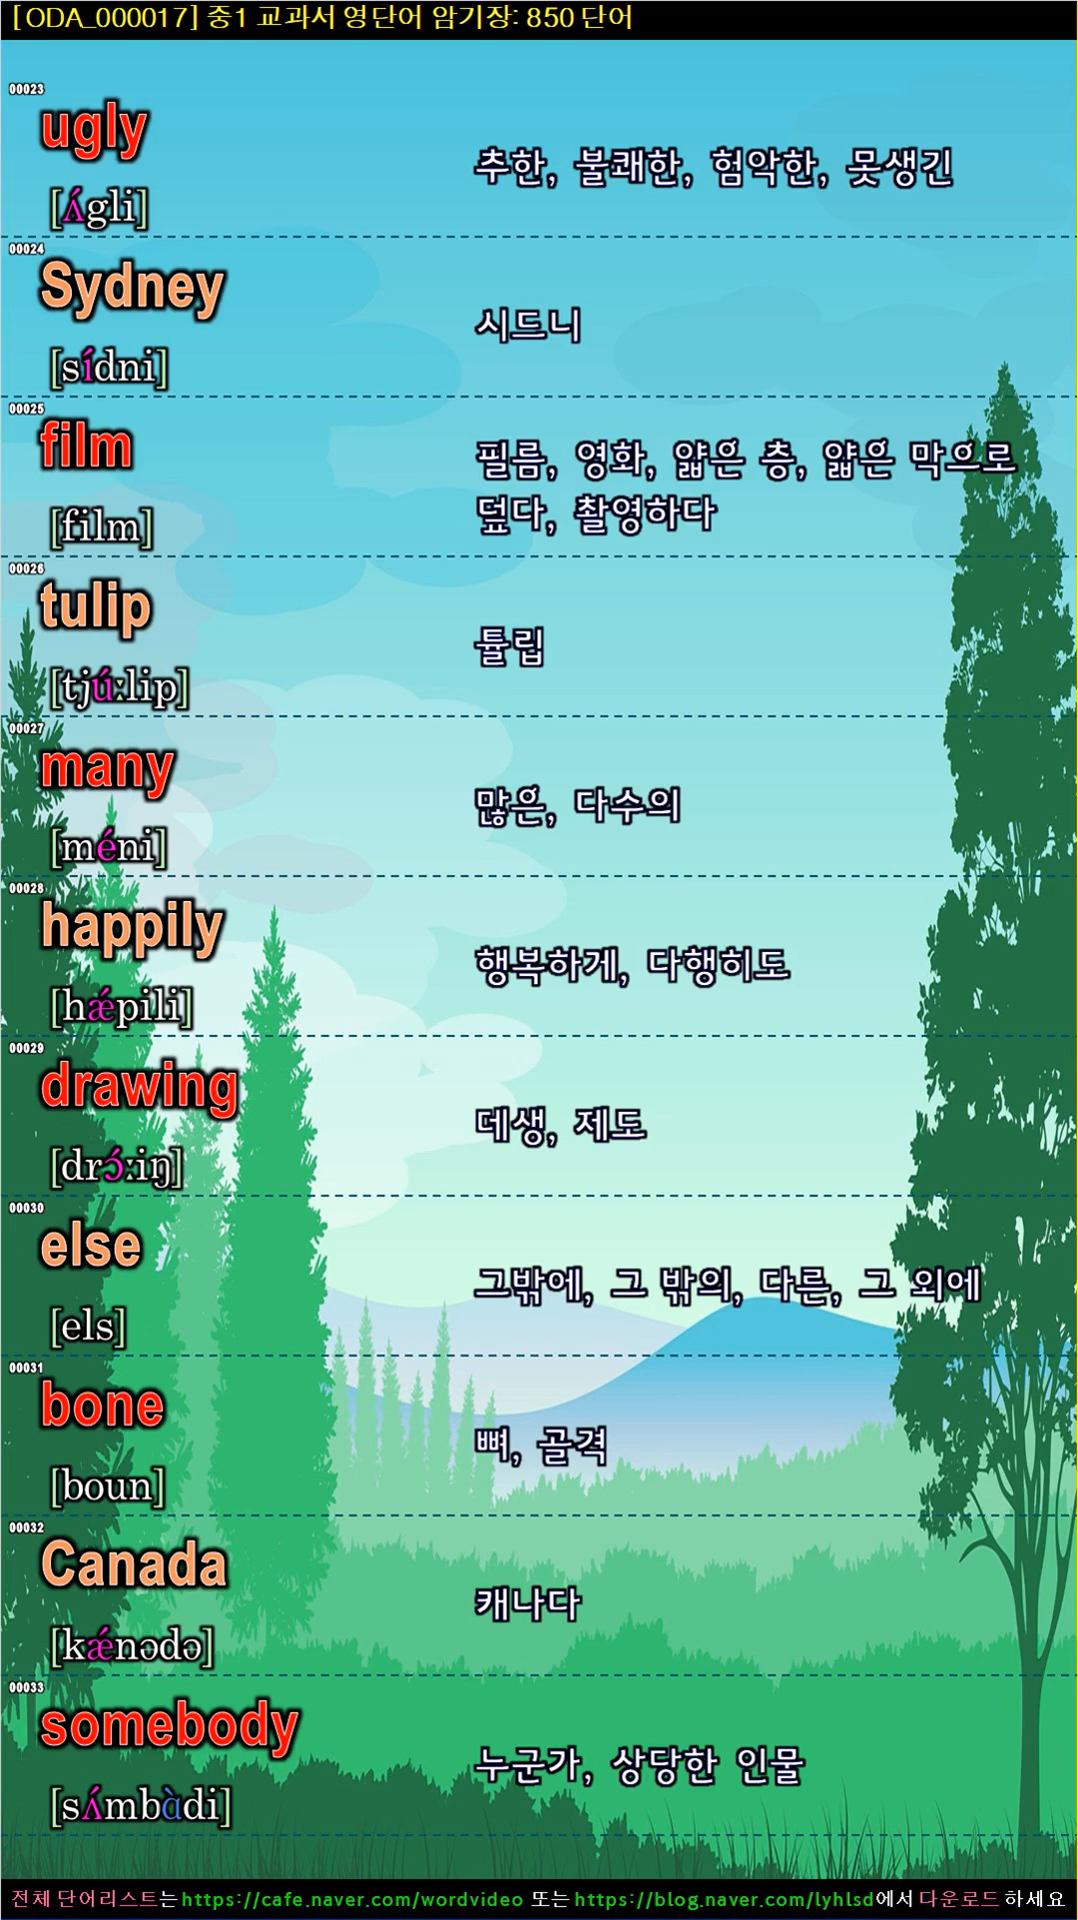 [ODA_000017] 중1 교과서 영단어 암기장: 850 단어
00023
ugly
추한, 불쾌한, 험악한, 못생긴
[ʌ́gli]
00024
Sydney
시드니
[sídni]
00025
film
필름, 영화, 얇은 층, 얇은 막으로
덮다, 촬영하다
[film]
00026
tulip
튤립
[tjúːlip]
00027
many
많은, 다수의
[méni]
00028
happily
행복하게, 다행히도
[hǽpili]
00029
drawing
데생, 제도
[drɔ́ːiŋ]
00030
else
그밖에, 그 밖의, 다른, 그 외에
[els]
00031
bone
뼈, 골격
[boun]
00032
Canada
캐나다
[kǽnədə]
00033
somebody
누군가, 상당한 인물
[sʌ́mbɑ̀di]
전체 단어리스트는 https://cafe.naver.com/wordvideo 또는 https://blog.naver.com/lyhlsd에서 다운로드 하세요